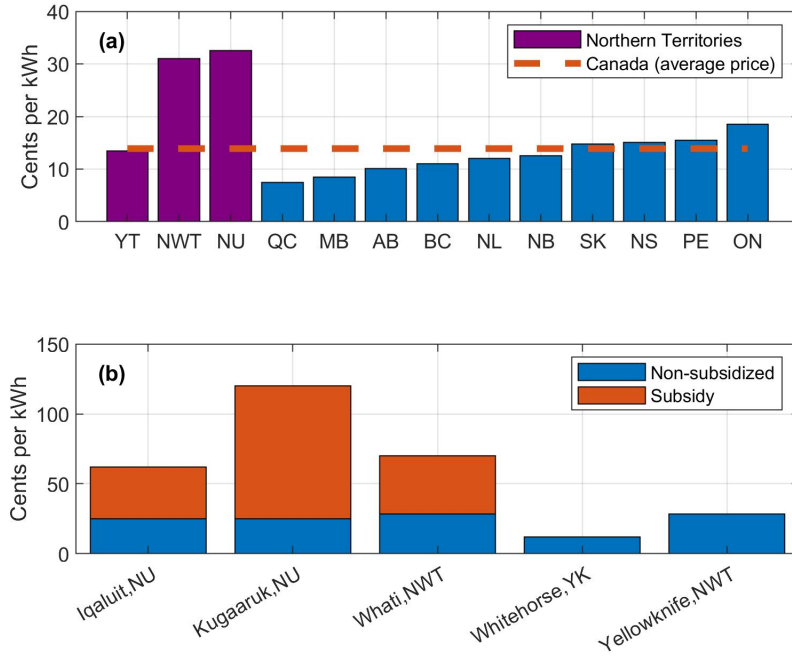 (a)
Cents per kWh
40
30
20
10
0
Northern Territories
Canada (average price)
YT NWT NU QC MB AB BC NL NB SK NS PE ON
(b)
Cents per kWh
150
100
50
0
Non-subsidized
Subsidy
Iqaluit,NU
Kugaaruk,NU
Whati,NWT
Whitehorse,YK
Yellowknife,NWT